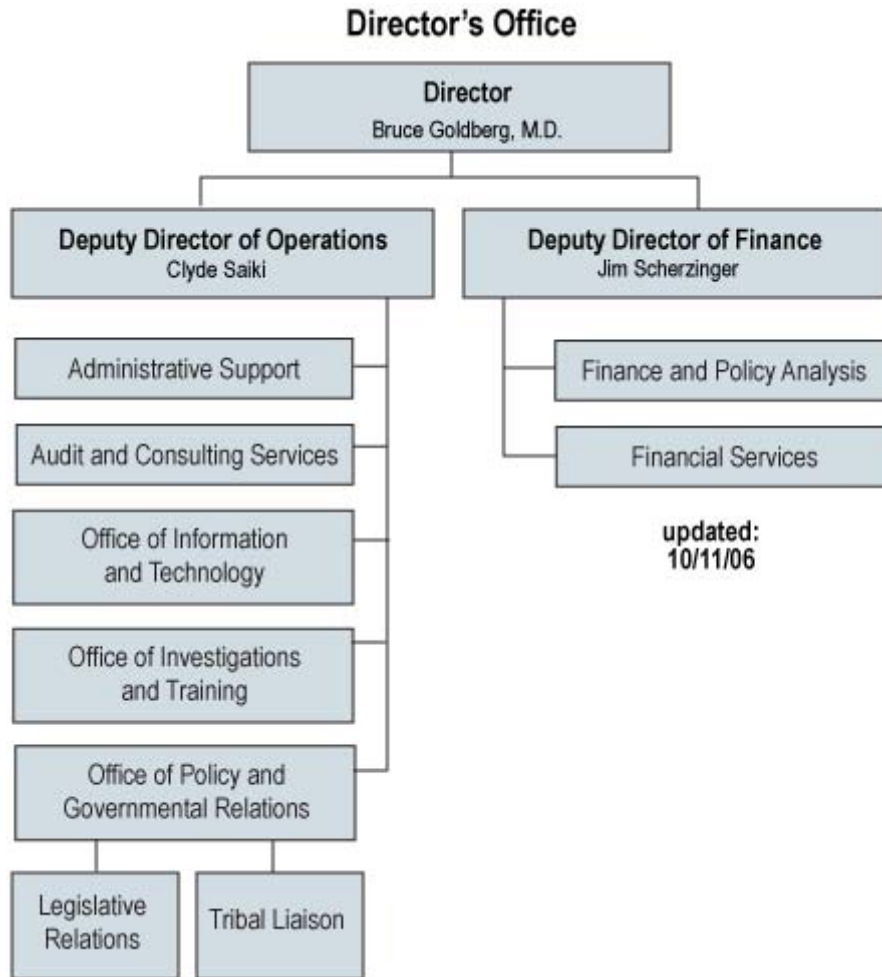 Director's Office
Director
Bruce Goldberg, M.D.
Deputy Director of Operations
Clyde Saiki
Deputy Director of Finance
Jim Scherzinger
Administrative Support
Audit and Consulting Services
Office of Information
and Technology
Office of Investigations
and Training
Office of Policy and
Governmental Relations
Legislative
Relations
Tribal Liaison
Finance and Policy Analysis
Financial Services
updated:
10/11/06